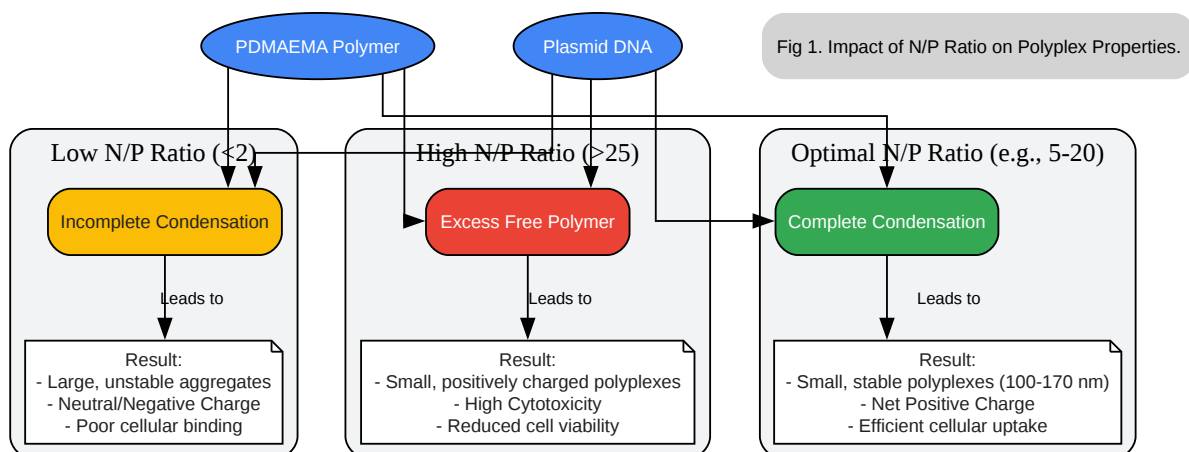 PDMAEMA Polymer
Plasmid DNA
Fig 1. Impact of N/P Ratio on Polyplex Properties.
Low N/P Ratio (<2)
Incomplete Condensation
Leads to
Result:
- Large, unstable aggregates
- Neutral/Negative Charge
- Poor cellular binding
High N/P Ratio (>25)
Excess Free Polymer
Leads to
Result:
- Small, positively charged polyplexes
- High Cytotoxicity
- Reduced cell viability
Optimal N/P Ratio (e.g., 5-20)
Complete Condensation
Leads to
Result:
- Small, stable polyplexes (100-170 nm)
- Net Positive Charge
- Efficient cellular uptake